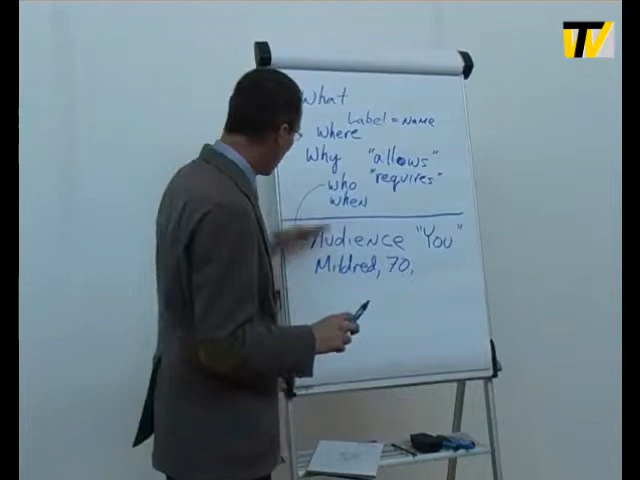 TV
What
Label = Name
Where
Why "allows"
"requires"
who
when
Audience "You"
Mildred, 70,